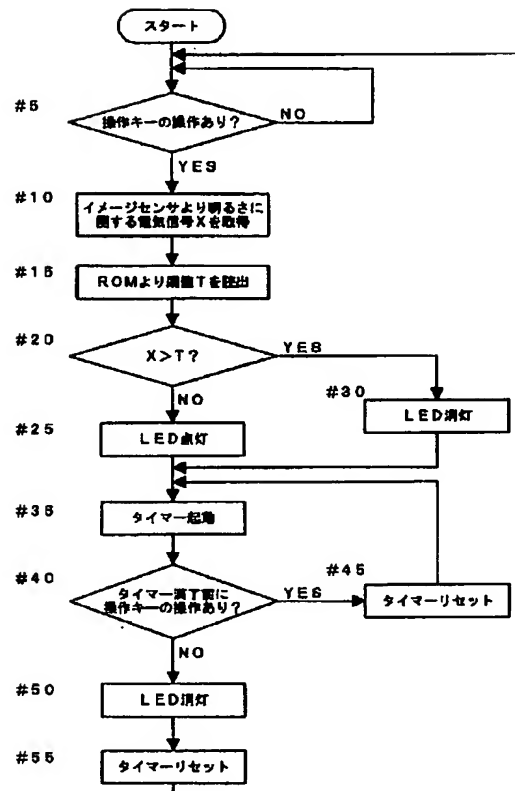 スタート
#5
操作キーの操作あり？
NO
YES
#10
イメージセンサより明るさに
関する電気信号Xを取得
#15
ROMより閾値Tを読出
#20
X>T？
YES
NO
#30
LED消灯
#25
LED点灯
#35
タイマー起動
#40
タイマー満了前に
操作キーの操作あり？
YES
#45
タイマーリセット
NO
#50
LED消灯
#55
タイマーリセット